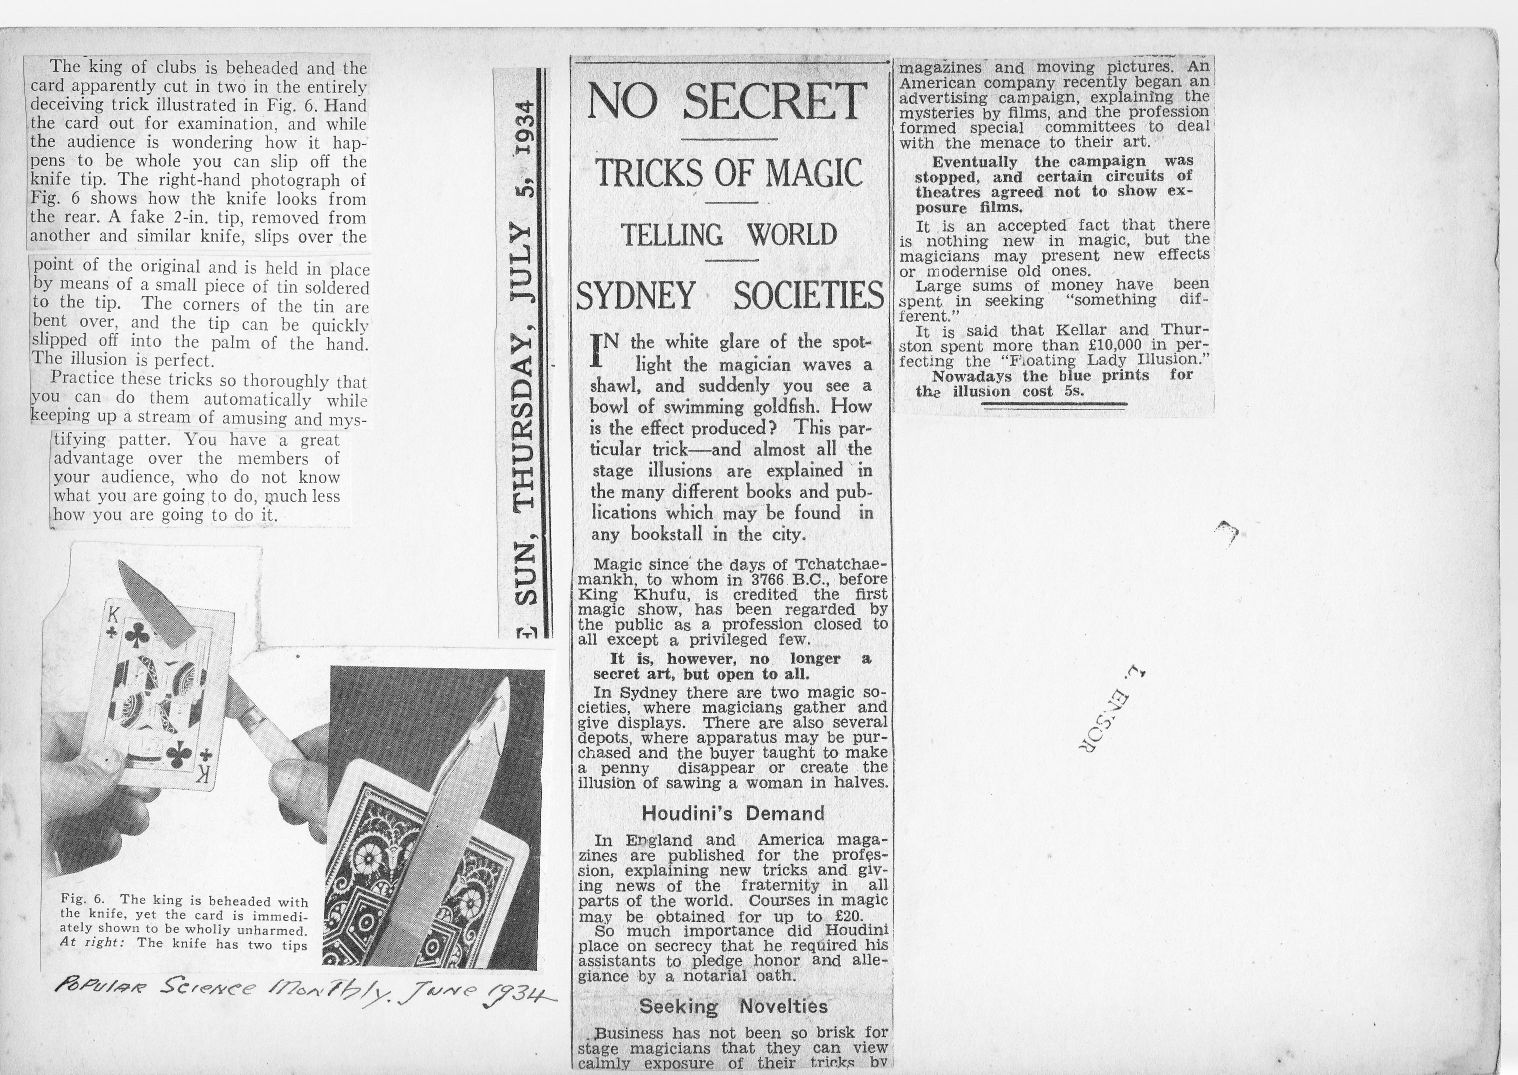 The king of clubs is beheaded and the
card apparently cut in two in the entirely
deceiving trick illustrated in Fig. 6. Hand
the card out for examination, and while
the audience is wondering how it hap-
pens to be whole you can slip off the
knife tip. The right-hand photograph of
Fig. 6 shows how the knife looks from
the rear. A fake 2-in. tip, removed from
another and similar knife, slips over the
point of the original and is held in place
by means of a small piece of tin soldered
to the tip. The corners of the tin are
bent over, and the tip can be quickly
slipped off into the palm of the hand.
The illusion is perfect.
Practice these tricks so thoroughly that
you can do them automatically while
keeping up a stream of amusing and mys-
tifying patter. You have a great
advantage over the members of
your audience, who do not know
what you are going to do, much less
how you are going to do it.
K
K
Fig. 6. The king is beheaded with
the knife, yet the card is immedi-
ately shown to be wholly unharmed.
At right: The knife has two tips
Popular Science Monthly. June 1934
E SUN, THURSDAY, JULY 5, 1934
NO SECRET
TRICKS OF MAGIC
TELLING WORLD
SYDNEY SOCIETIES
IN the white glare of the spot-
light the magician waves a
shawl, and suddenly you see a
bowl of swimming goldfish. How
is the effect produced? This par-
ticular trick—and almost all the
stage illusions are explained in
the many different books and pub-
lications which may be found in
any bookstall in the city.
Magic since the days of Tchatchae-
mankh, to whom in 3766 B.C., before
King Khufu, is credited the first
magic show, has been regarded by
the public as a profession closed to
all except a privileged few.
It is, however, no longer a
secret art, but open to all.
In Sydney there are two magic so-
cieties, where magicians gather and
give displays. There are also several
depots, where apparatus may be pur-
chased and the buyer taught to make
a penny disappear or create the
illusion of sawing a woman in halves.
Houdini's Demand
In England and America maga-
zines are published for the profes-
sion, explaining new tricks and giv-
ing news of the fraternity in all
parts of the world. Courses in magic
may be obtained for up to £20.
So much importance did Houdini
place on secrecy that he required his
assistants to pledge honor and alle-
giance by a notarial oath.
Seeking Novelties
Business has not been so brisk for
stage magicians that they can view
calmly exposure of their tricks by
magazines and moving pictures. An
American company recently began an
advertising campaign, explaining the
mysteries by films, and the profession
formed special committees to deal
with the menace to their art.
Eventually the campaign was
stopped, and certain circuits of
theatres agreed not to show ex-
posure films.
It is an accepted fact that there
is nothing new in magic, but the
magicians may present new effects
or modernise old ones.
Large sums of money have been
spent in seeking "something dif-
ferent."
It is said that Kellar and Thur-
ston spent more than £10,000 in per-
fecting the "Floating Lady Illusion."
Nowadays the blue prints for
the illusion cost 5s.
ENSOR